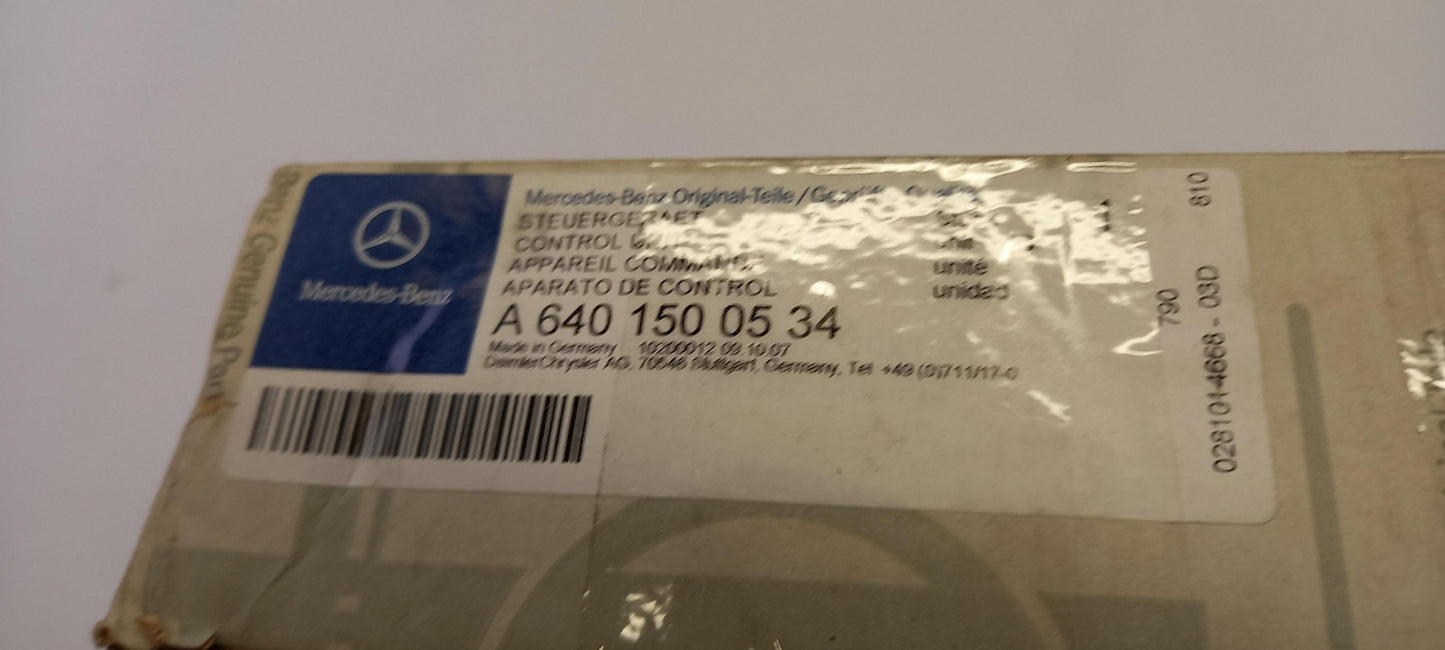 Mercedes-Benz
Mercedes-Benz Original-Teile/
STEUERGERAET
CONTROL
APPAREIL COMMANDE
unité
APARATO DE CONTROL
unidad
A 640 150 05 34
Made in Germany 10200012 09.10.07
DaimlerChrysler AG, 70546 Stuttgart, Germany, Tel +49 (0)711/17-0
790
810
0281014668 - 03D
Benz Genuine Part